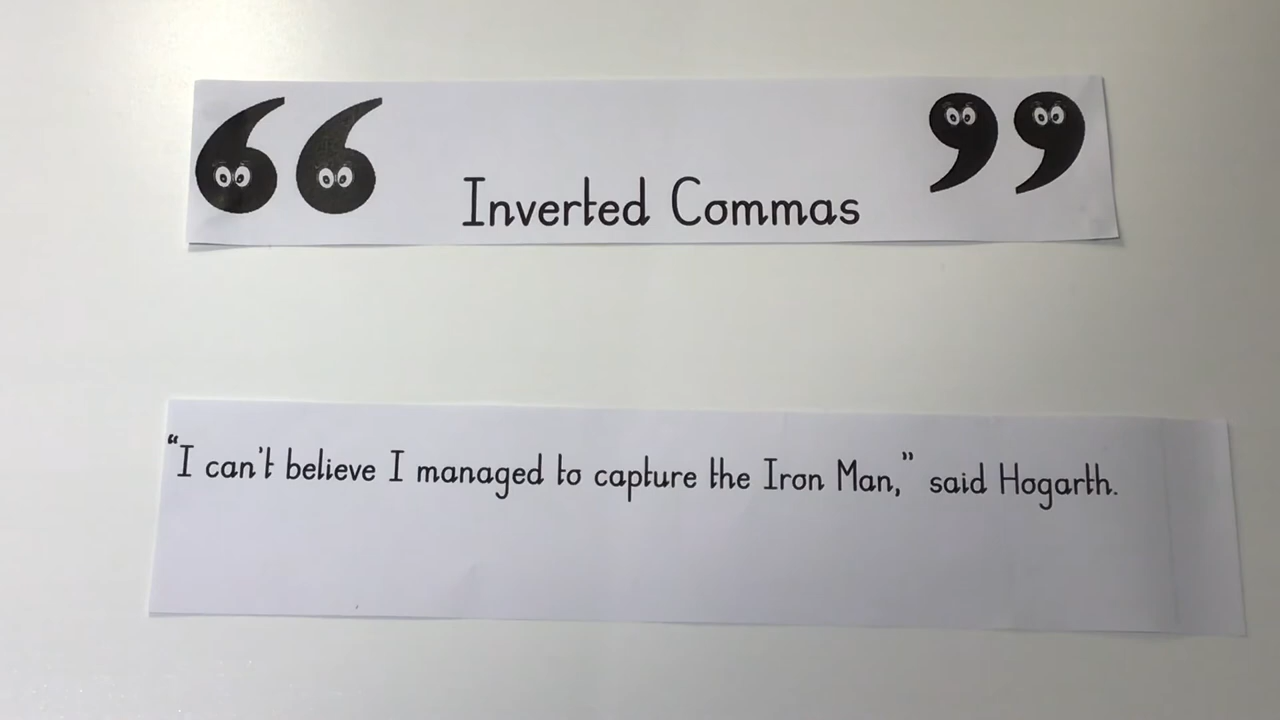 “ Inverted Commas ”
“I can't believe I managed to capture the Iron Man,” said Hogarth.